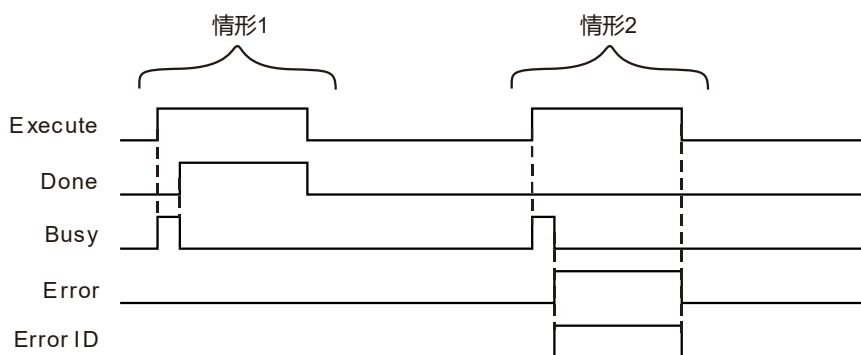 情形1
情形2
Execute
Done
Busy
Error
Error ID